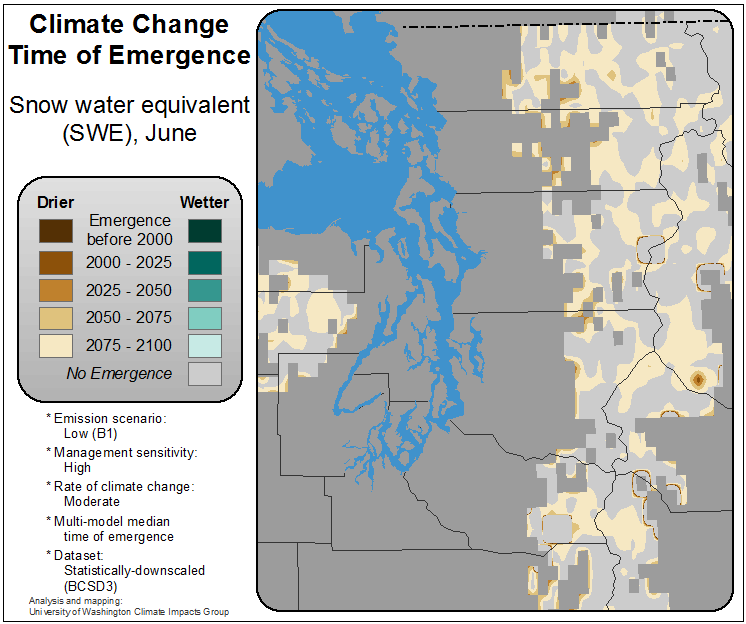 Climate Change
Time of Emergence
Snow water equivalent
(SWE), June
Drier Wetter
Emergence
before 2000
2000 - 2025
2025 - 2050
2050 - 2075
2075 - 2100
No Emergence
* Emission scenario:
Low (B1)
* Management sensitivity:
High
* Rate of climate change:
Moderate
* Multi-model median
time of emergence
* Dataset:
Statistically-downscaled
(BCSD3)
Analysis and mapping:
University of Washington Climate Impacts Group